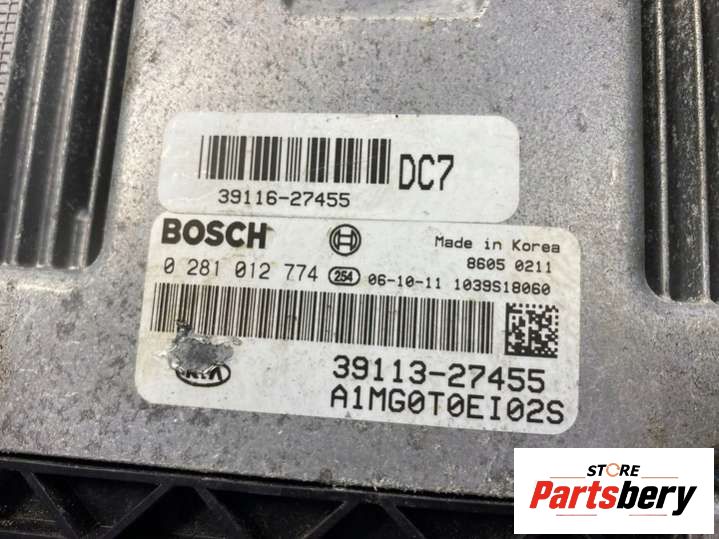 DC7
39116-27455
BOSCH
Made in Korea
8605 0211
0 281 012 774 254 06-10-11 1039S18060
39113-27455
KIA
A1MG0T0EI02S
STORE
Partsbery